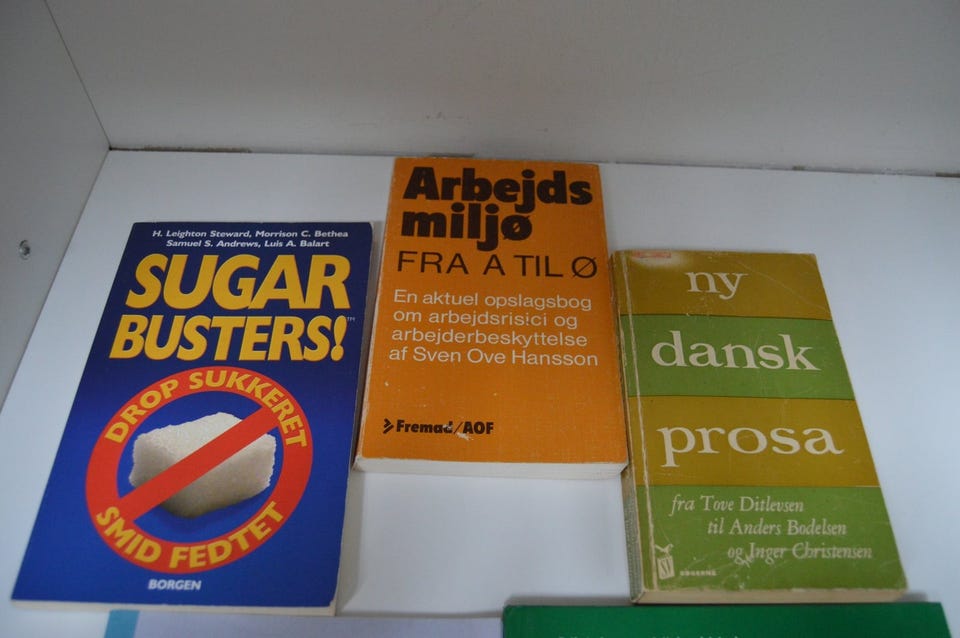 H. Leighton Steward, Morrison C. Bethea
Samuel S. Andrews, Luis A. Balart
SUGAR
BUSTERS!™
DROP SUKKERET
SMID FEDTET
BORGEN
Arbejds
miljø
FRA A TIL Ø
En aktuel opslagsbog
om arbejdsrisici og
arbejderbeskyttelse
af Sven Ove Hansson
Fremad/AOF
ny
dansk
prosa
fra Tove Ditlevsen
til Anders Bodelsen
og Inger Christensen
BØGERNE